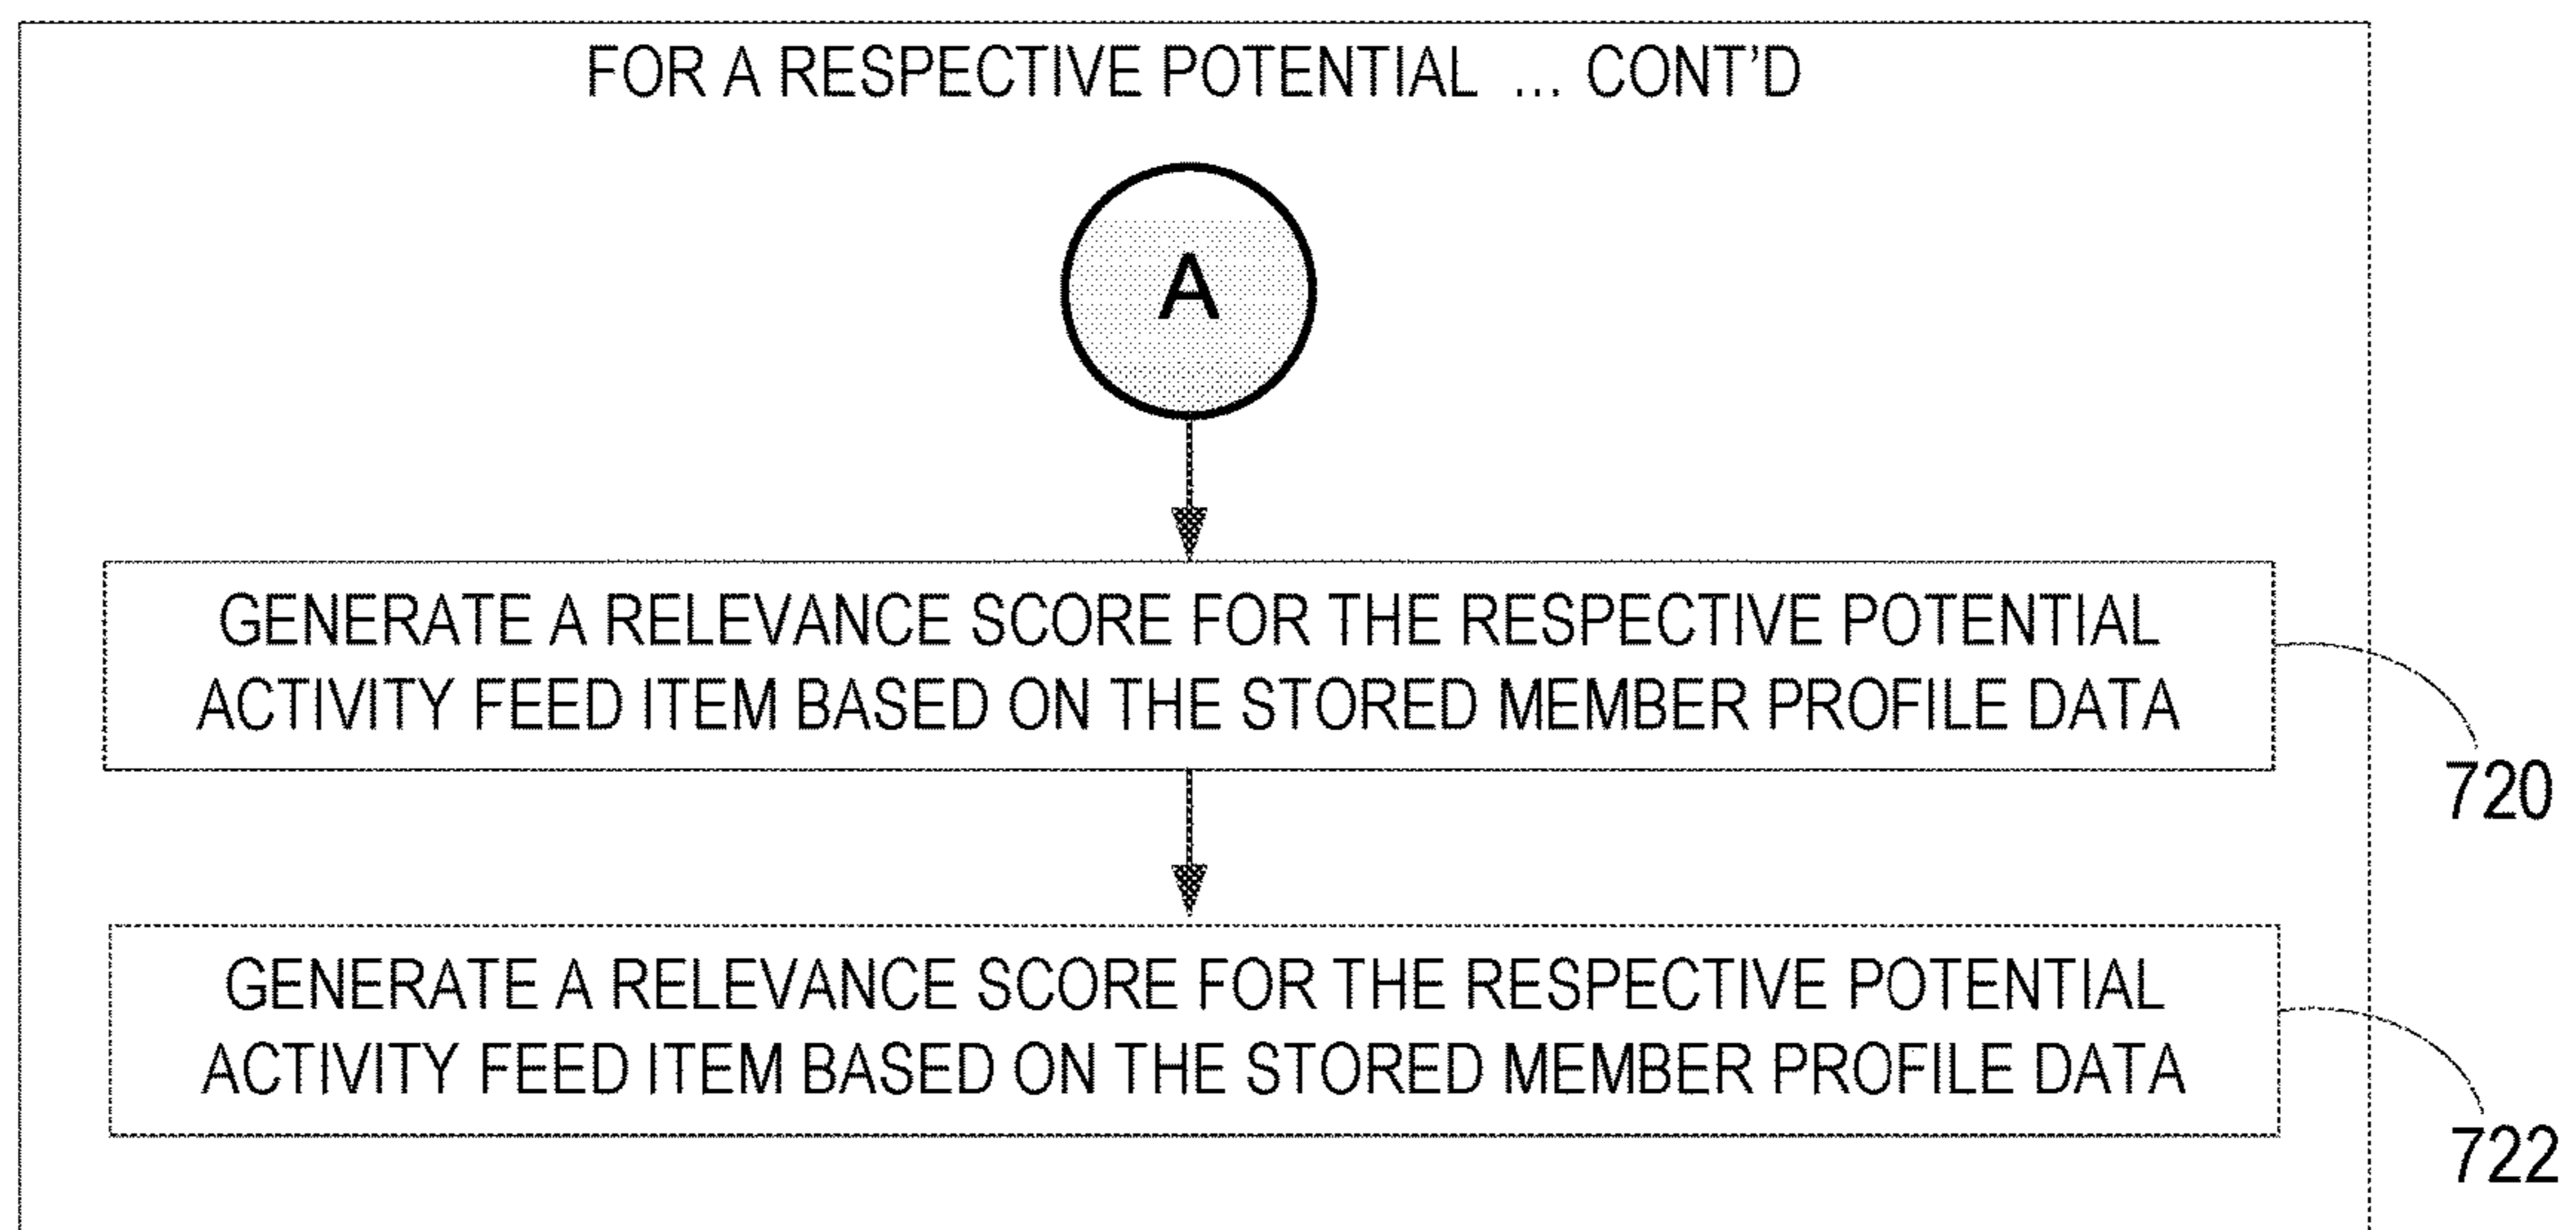 FOR A RESPECTIVE POTENTIAL ... CONT'D
A
GENERATE A RELEVANCE SCORE FOR THE RESPECTIVE POTENTIAL
ACTIVITY FEED ITEM BASED ON THE STORED MEMBER PROFILE DATA
720
GENERATE A RELEVANCE SCORE FOR THE RESPECTIVE POTENTIAL
ACTIVITY FEED ITEM BASED ON THE STORED MEMBER PROFILE DATA
722